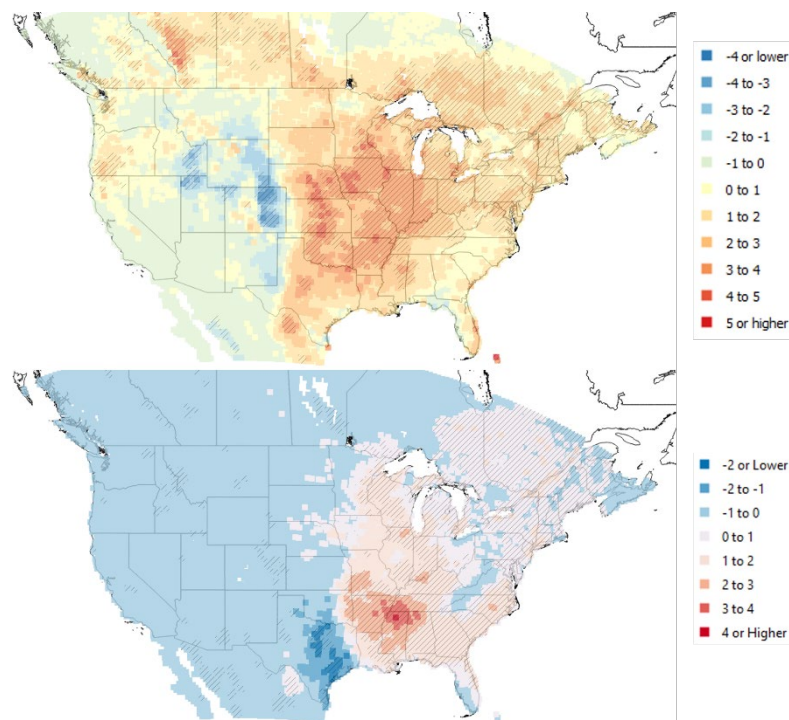 -4 or lower
-4 to -3
-3 to -2
-2 to -1
-1 to 0
0 to 1
1 to 2
2 to 3
3 to 4
4 to 5
5 or higher
-2 or Lower
-2 to -1
-1 to 0
0 to 1
1 to 2
2 to 3
3 to 4
4 or Higher